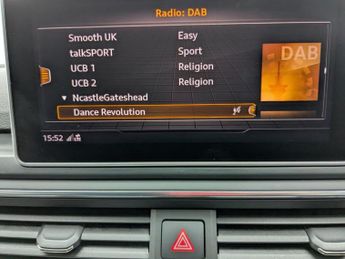 Radio: DAB
Smooth UK Easy
talkSPORT Sport
UCB 1 Religion
UCB 2 Religion
NcastleGateshead
Dance Revolution
DAB
15:52